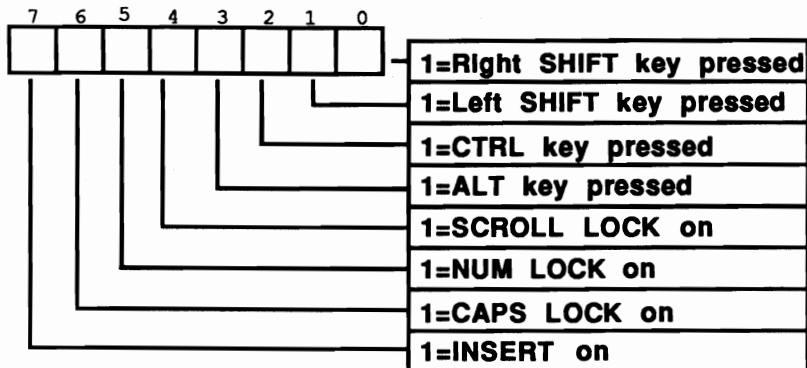 7 6 5 4 3 2 1 0
1=Right SHIFT key pressed
1=Left SHIFT key pressed
1=CTRL key pressed
1=ALT key pressed
1=SCROLL LOCK on
1=NUM LOCK on
1=CAPS LOCK on
1=INSERT on